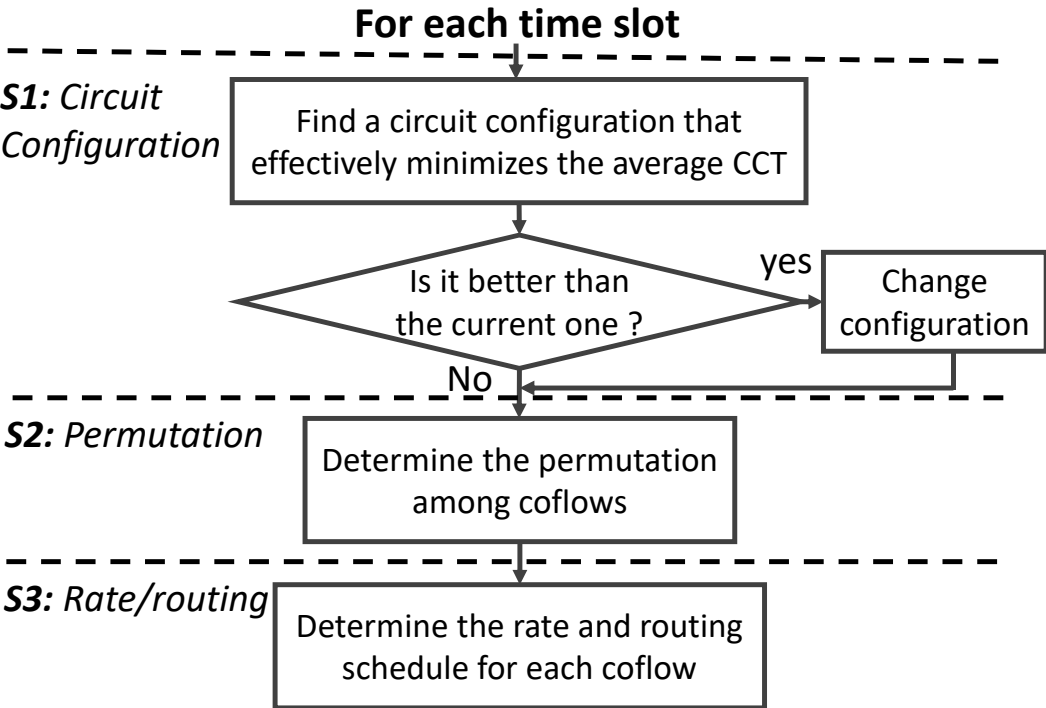 For each time slot
S1: Circuit
Configuration
Find a circuit configuration that
effectively minimizes the average CCT
Is it better than
the current one ?
yes
Change
configuration
No
S2: Permutation
Determine the permutation
among coflows
S3: Rate/routing
Determine the rate and routing
schedule for each coflow